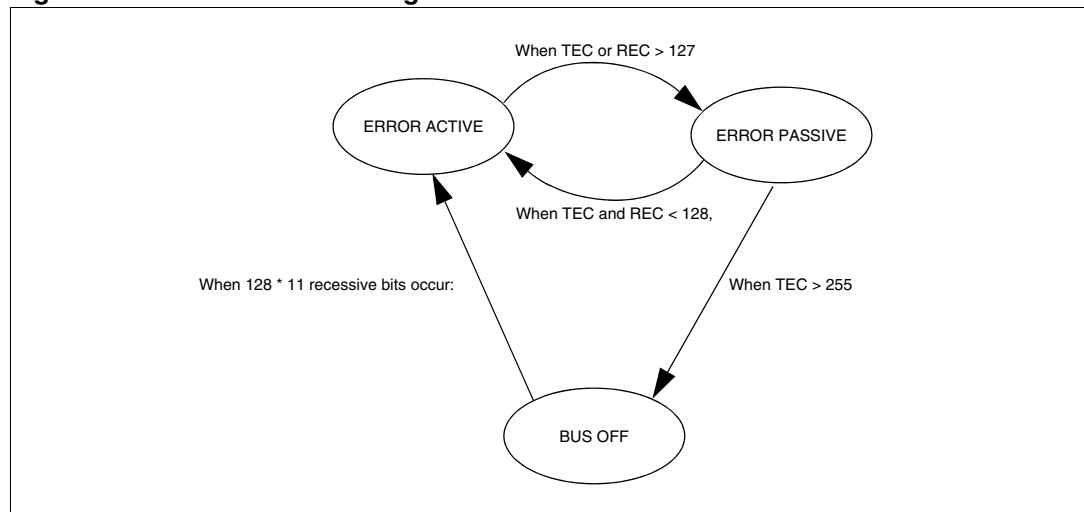 When TEC or REC > 127
ERROR ACTIVE
ERROR PASSIVE
When TEC and REC < 128,
When 128 * 11 recessive bits occur:
When TEC > 255
BUS OFF